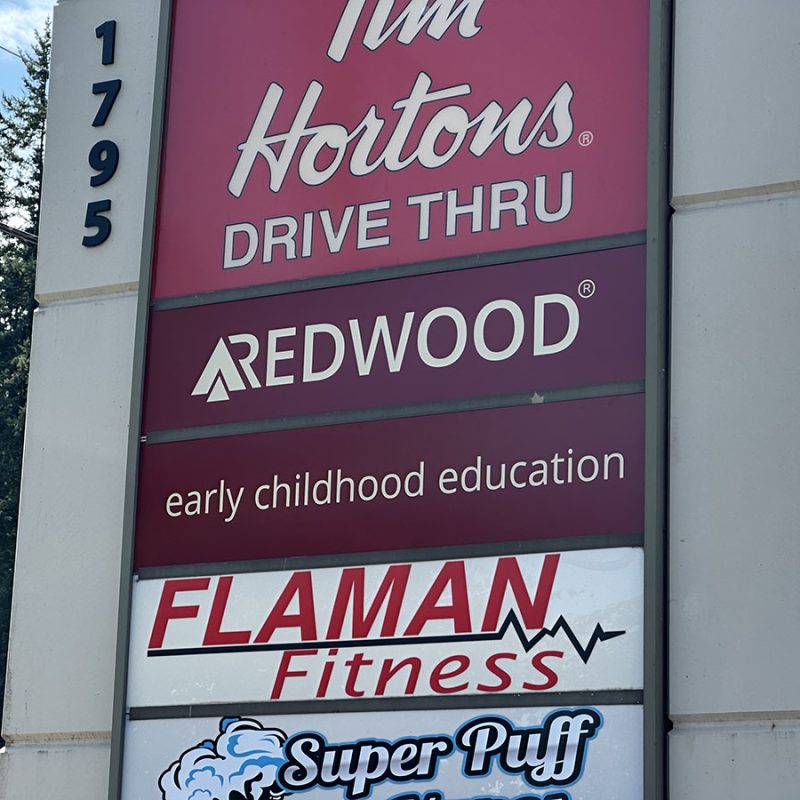 1795
Tim
Hortons®
DRIVE THRU
REDWOOD®
early childhood education
FLAMAN
Fitness
Super Puff